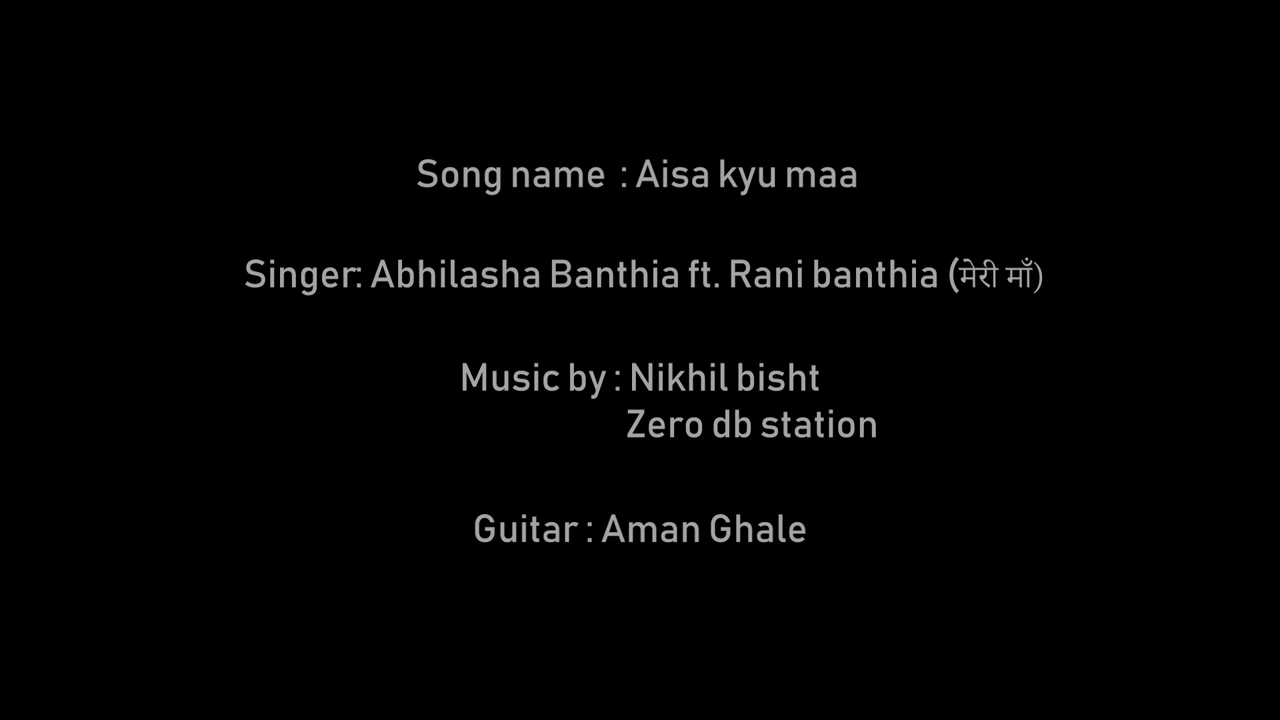 Song name : Aisa kyu maa
Singer: Abhilasha Banthia ft. Rani banthia (मेरी माँ)
Music by : Nikhil bisht
Zero db station
Guitar : Aman Ghale